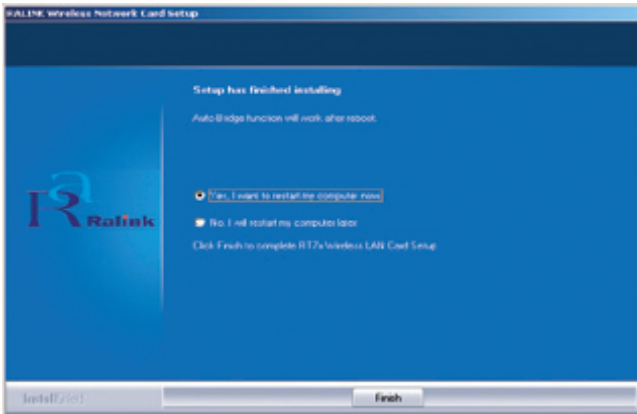 RALINK Wireless Network Card Setup
Setup has finished installing
Auto Bridge function will work after reboot.
Yes, I want to restart my computer now.
No, I will restart my computer later.
Ralink
Click Finish to complete RT7x Wireless LAN Card Setup
InstallShield
Finish